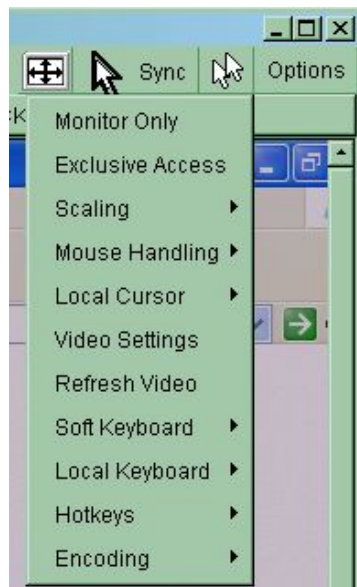 Sync Options
Monitor Only
Exclusive Access
Scaling
Mouse Handling
Local Cursor
Video Settings
Refresh Video
Soft Keyboard
Local Keyboard
Hotkeys
Encoding